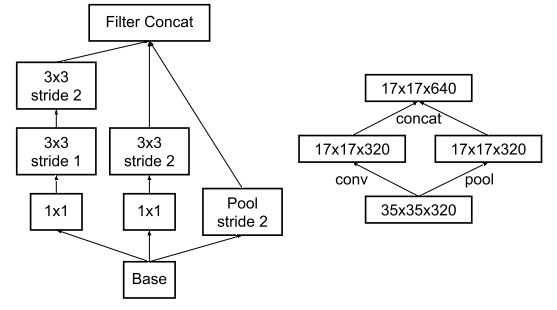 Filter Concat
3x3
stride 2
3x3
stride 1
3x3
stride 2
1x1
1x1
Pool
stride 2
Base
17x17x640
concat
17x17x320
17x17x320
conv
pool
35x35x320